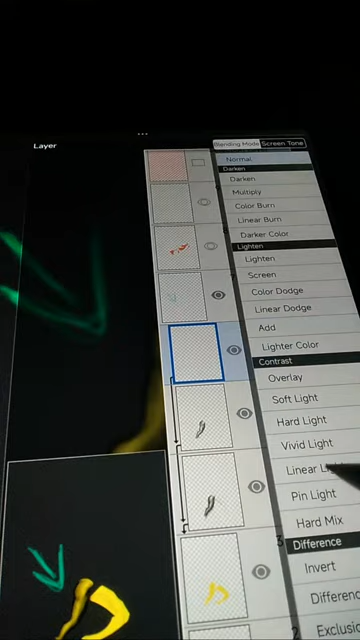 Layer
Blending Mode Screen Tone
Normal
Darken
Darken
Multiply
Color Burn
Linear Burn
Darker Color
Lighten
Lighten
Screen
Color Dodge
Linear Dodge
Add
Lighter Color
Contrast
Overlay
Soft Light
Hard Light
Vivid Light
Linear
Pin Light
Hard Mix
Difference
Invert